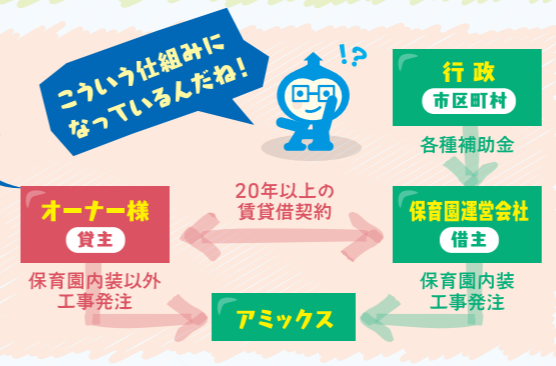 こういう仕組みに
なっているんだね!
!?
行政
市区町村
各種補助金
オーナー様
貸主
20年以上の
賃貸借契約
保育園運営会社
借主
保育園内装以外
工事発注
保育園内装
工事発注
アミックス